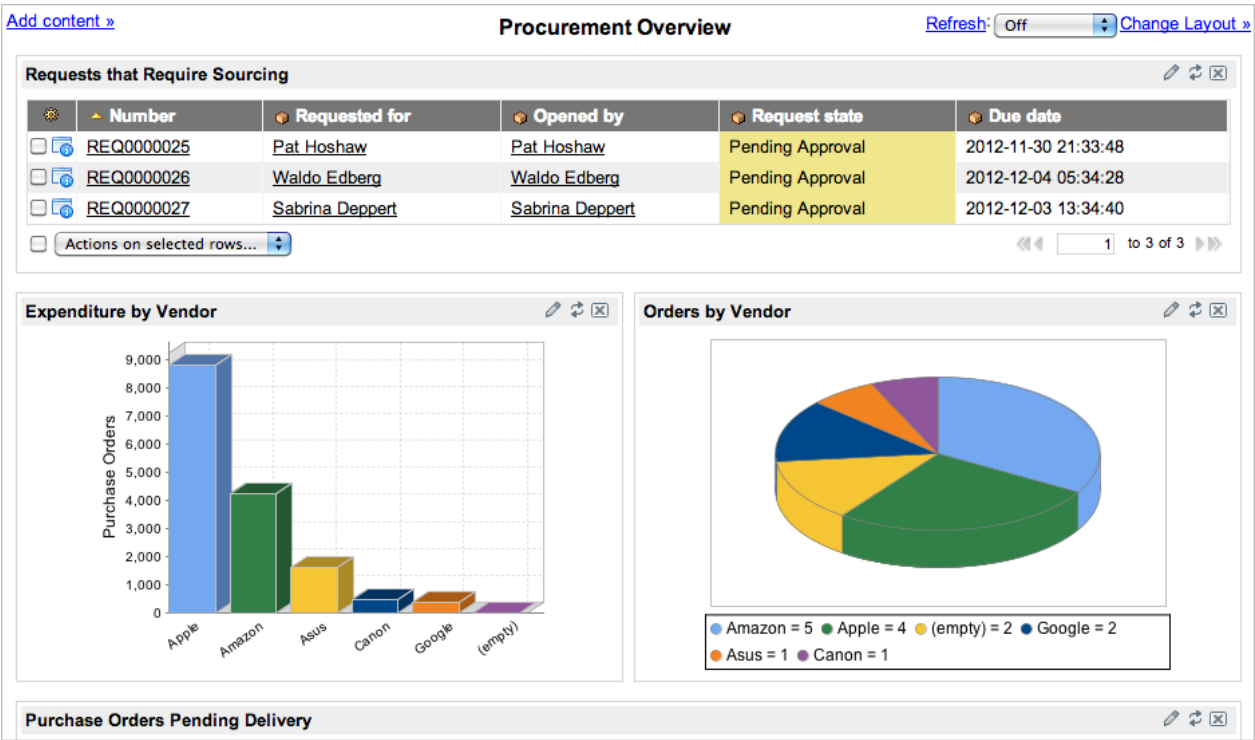 Add content » Procurement Overview Refresh: Off Change Layout »
Requests that Require Sourcing
Number Requested for Opened by Request state Due date
REQ0000025 Pat Hoshaw Pat Hoshaw Pending Approval 2012-11-30 21:33:48
REQ0000026 Waldo Edberg Waldo Edberg Pending Approval 2012-12-04 05:34:28
REQ0000027 Sabrina Deppert Sabrina Deppert Pending Approval 2012-12-03 13:34:40
Actions on selected rows... 1 to 3 of 3
Expenditure by Vendor
9,000
8,000
7,000
6,000
5,000
4,000
3,000
2,000
1,000
0
Purchase Orders
Apple Amazon Asus Canon Google (empty)
Orders by Vendor
Amazon = 5 Apple = 4 (empty) = 2 Google = 2
Asus = 1 Canon = 1
Purchase Orders Pending Delivery